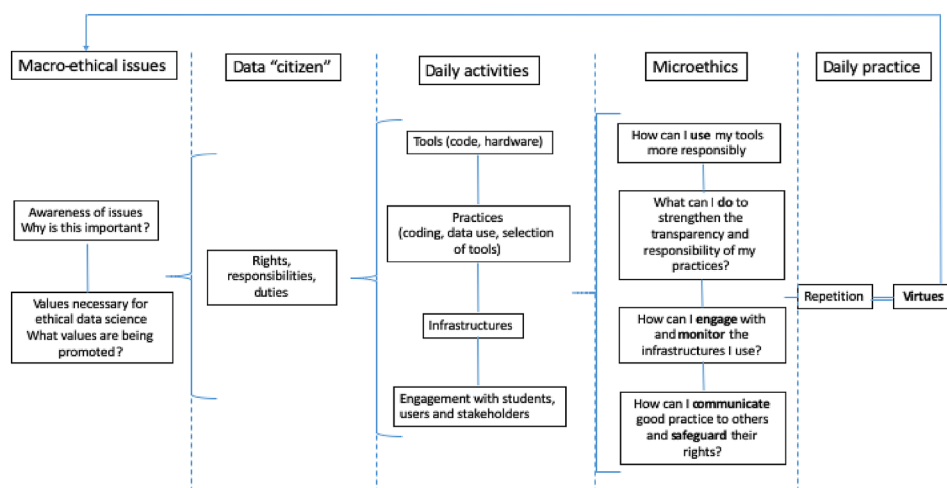 Macro-ethical issues
Data "citizen"
Daily activities
Microethics
Daily practice
Awareness of issues
Why is this important?
Values necessary for
ethical data science
What values are being
promoted?
Rights,
responsibilities,
duties
Tools (code, hardware)
Practices
(coding, data use, selection
of tools)
Infrastructures
Engagement with students,
users and stakeholders
How can I use my tools
more responsibly
What can I do to
strengthen the
transparency and
responsibility of my
practices?
How can I engage with
and monitor the
infrastructures I use?
How can I communicate
good practice to others
and safeguard their
rights?
Repetition
Virtues